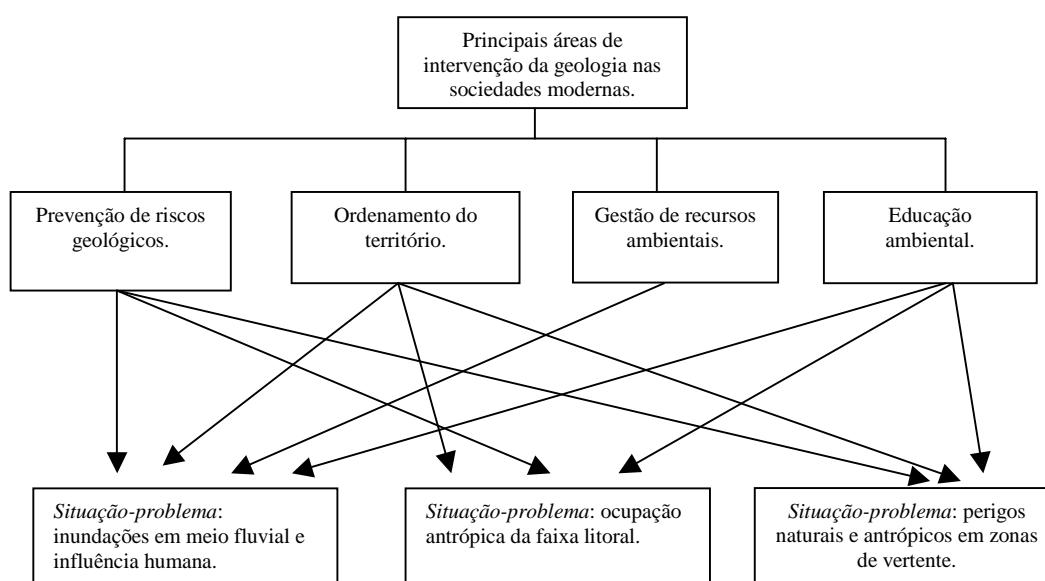 Principais áreas de
intervenção da geologia nas
sociedades modernas.
Prevenção de riscos
geológicos.
Ordenamento do
território.
Gestão de recursos
ambientais.
Educação
ambiental.
Situação-problema:
inundações em meio fluvial e
influência humana.
Situação-problema: ocupação
antrópica da faixa litoral.
Situação-problema: perigos
naturais e antrópicos em zonas
de vertente.